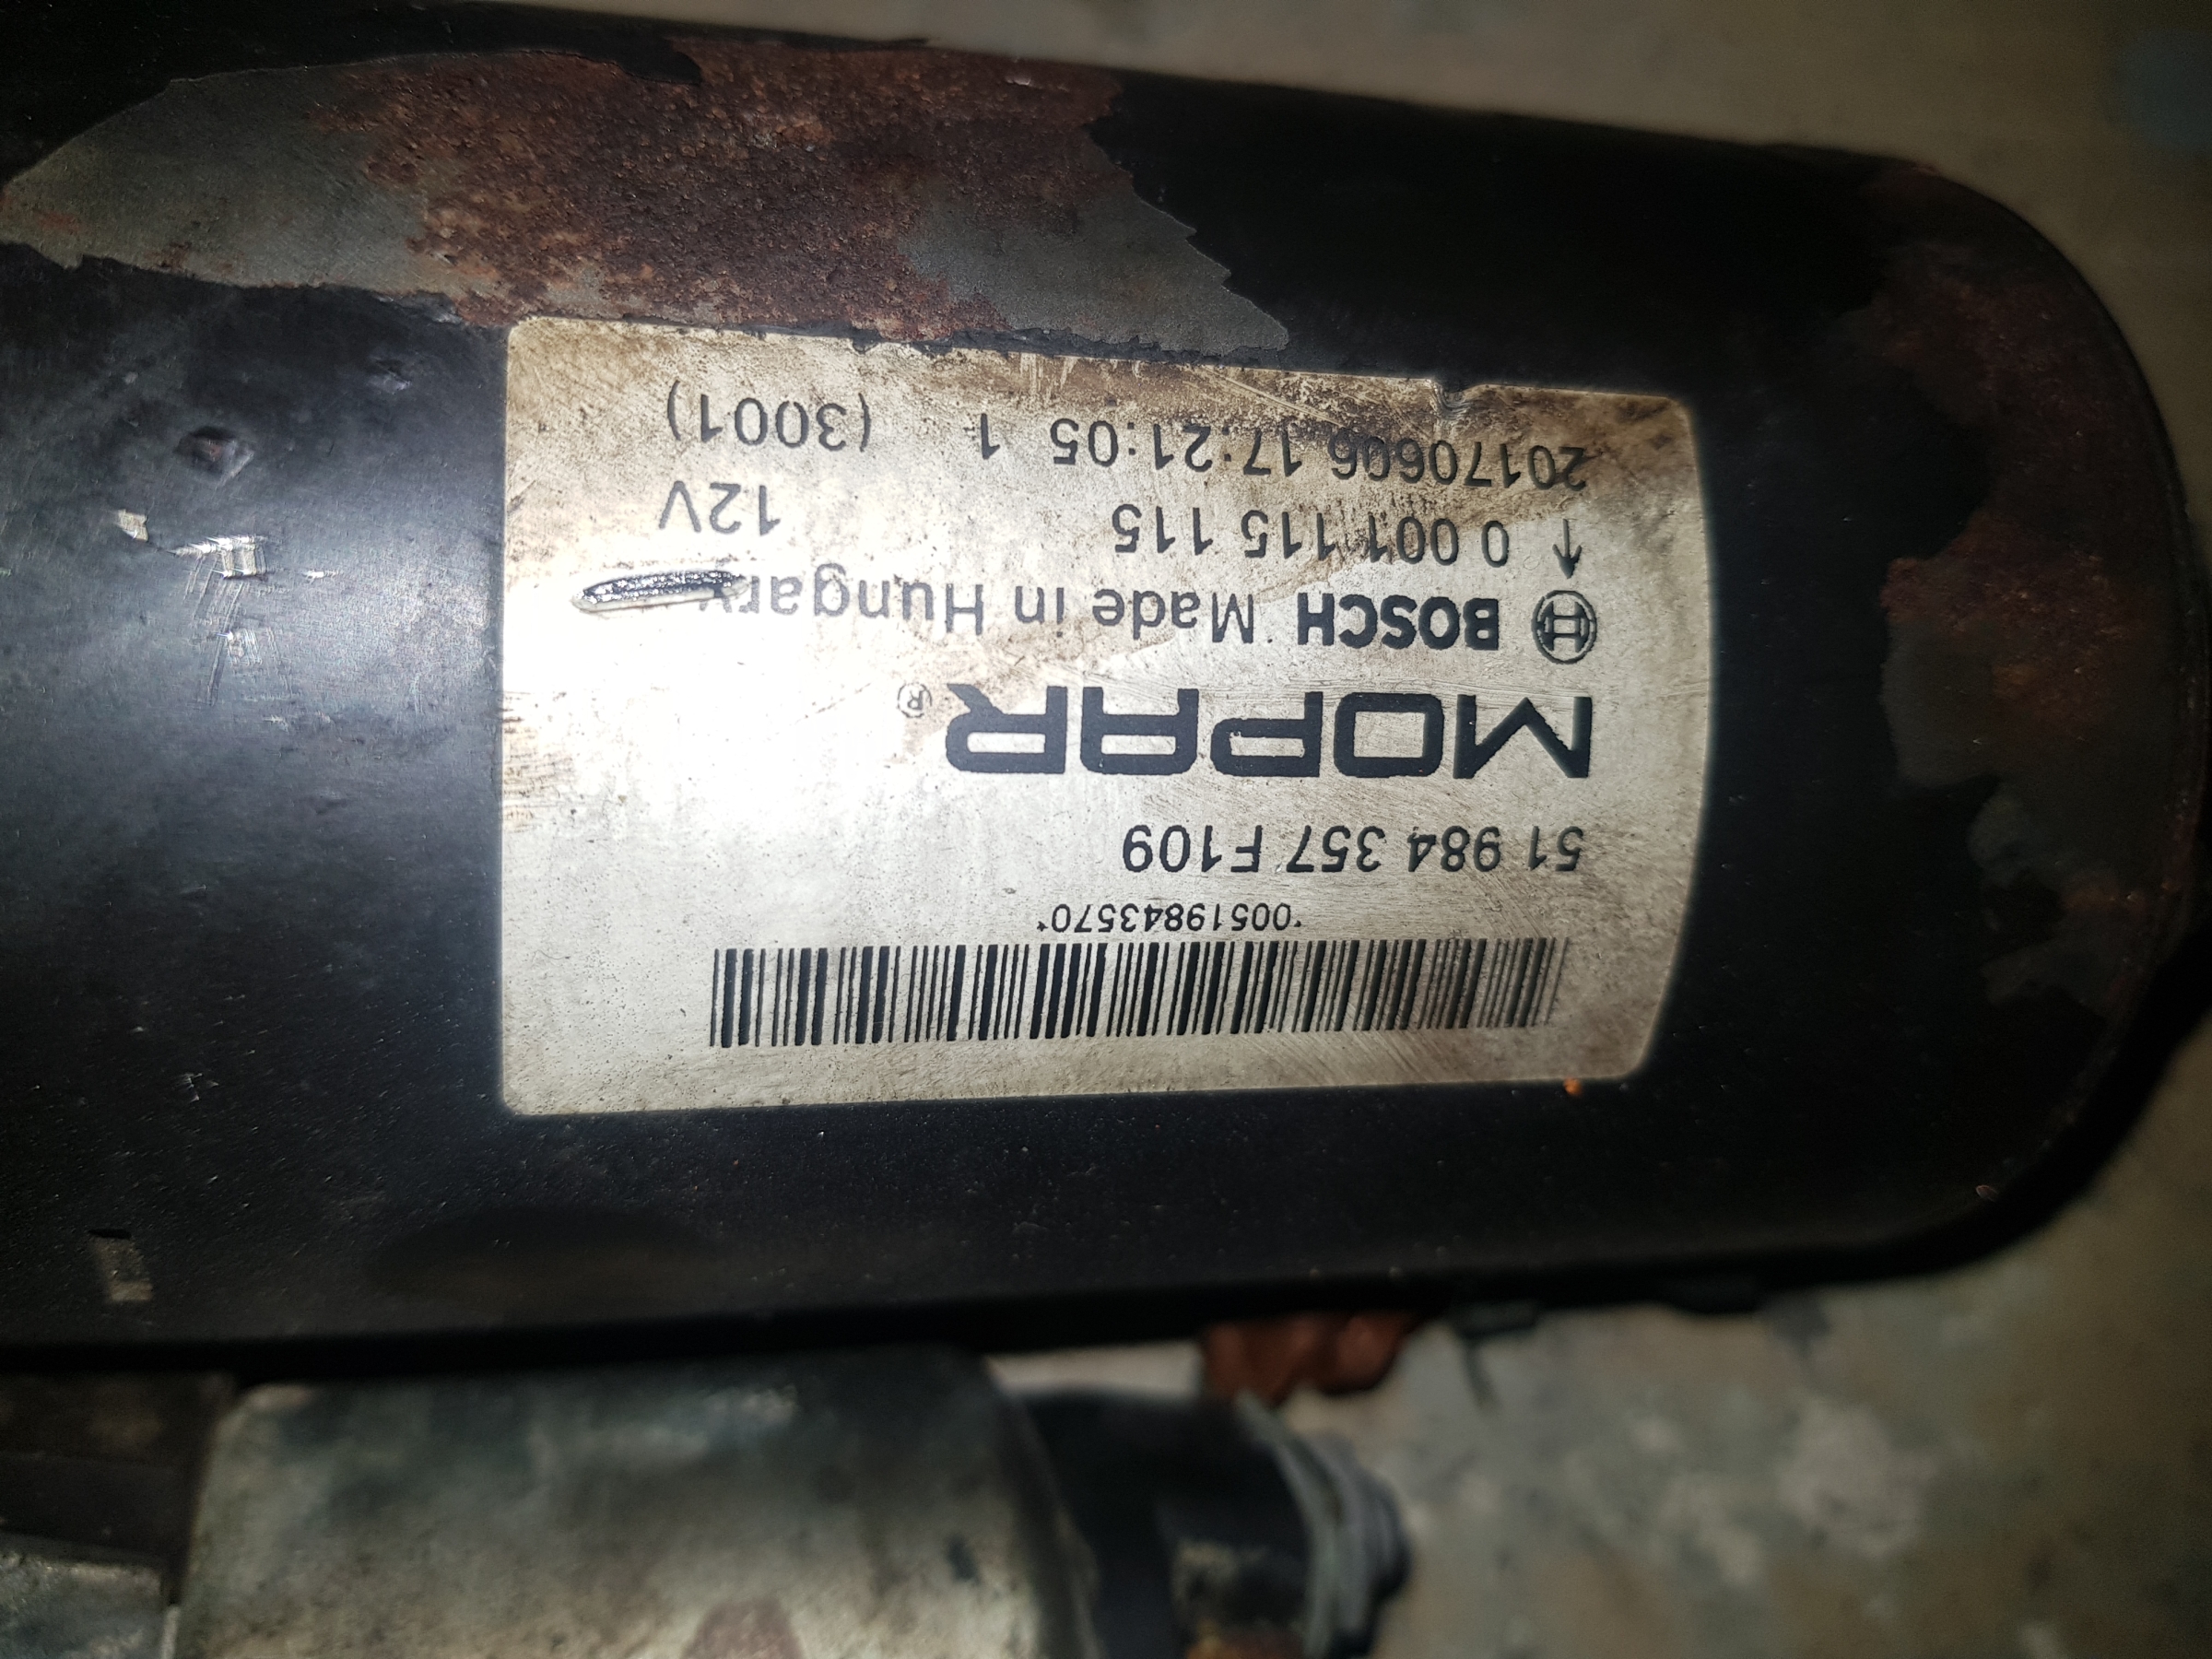 *00519843570*
51 984 357 F109
MOPAR®
BOSCH Made in Hungary
→ 0 001 115 115 12V
20170606 17:21:05 1 (3001)